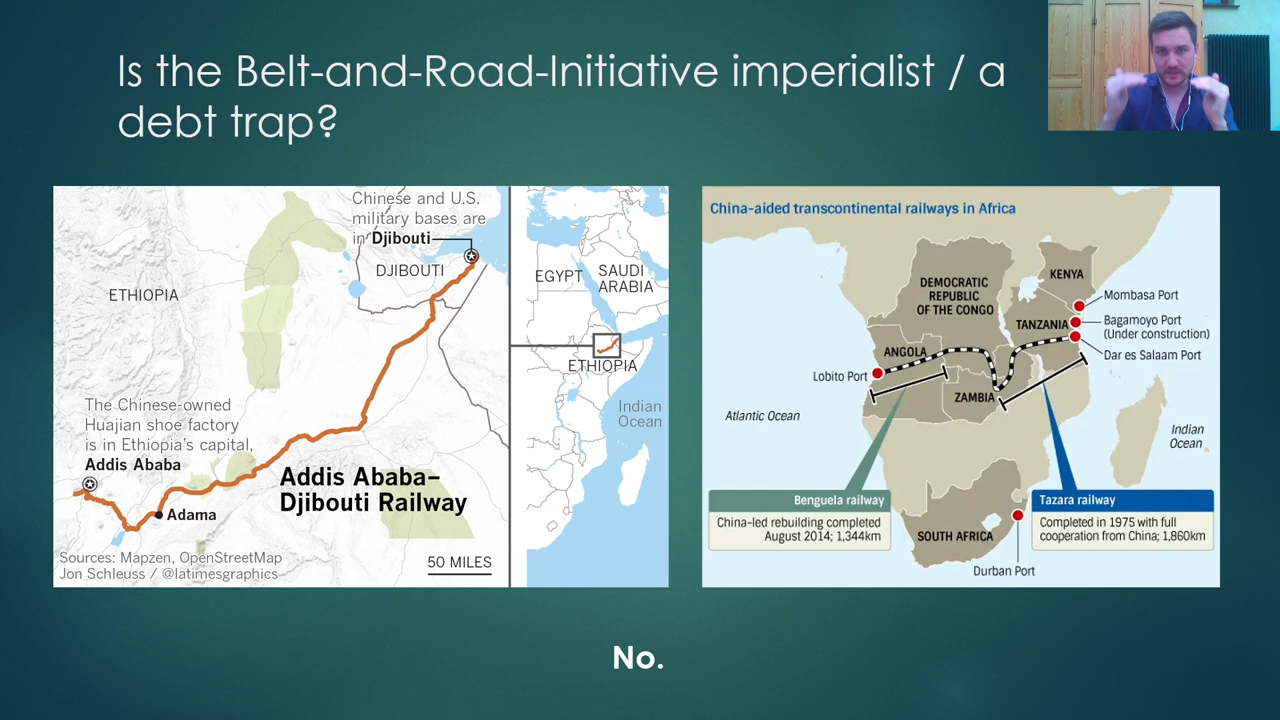 Is the Belt-and-Road-Initiative imperialist / a
debt trap?
Chinese and U.S.
military bases are
in Djibouti
DJIBOUTI
ETHIOPIA
The Chinese-owned
Huajian shoe factory
is in Ethiopia's capital,
Addis Ababa
Adama
Addis Ababa–
Djibouti Railway
Sources: Mapzen, OpenStreetMap
Jon Schleuss / @latimesgraphics
50 MILES
EGYPT
SAUDI
ARABIA
ETHIOPIA
Indian
Ocean
China-aided transcontinental railways in Africa
DEMOCRATIC
REPUBLIC
OF THE CONGO
KENYA
Mombasa Port
TANZANIA
Bagamoyo Port
(Under construction)
Dar es Salaam Port
ANGOLA
Lobito Port
ZAMBIA
Atlantic Ocean
Indian
Ocean
Benguela railway
China-led rebuilding completed
August 2014; 1,344km
Tazara railway
Completed in 1975 with full
cooperation from China; 1,860km
SOUTH AFRICA
Durban Port
No.